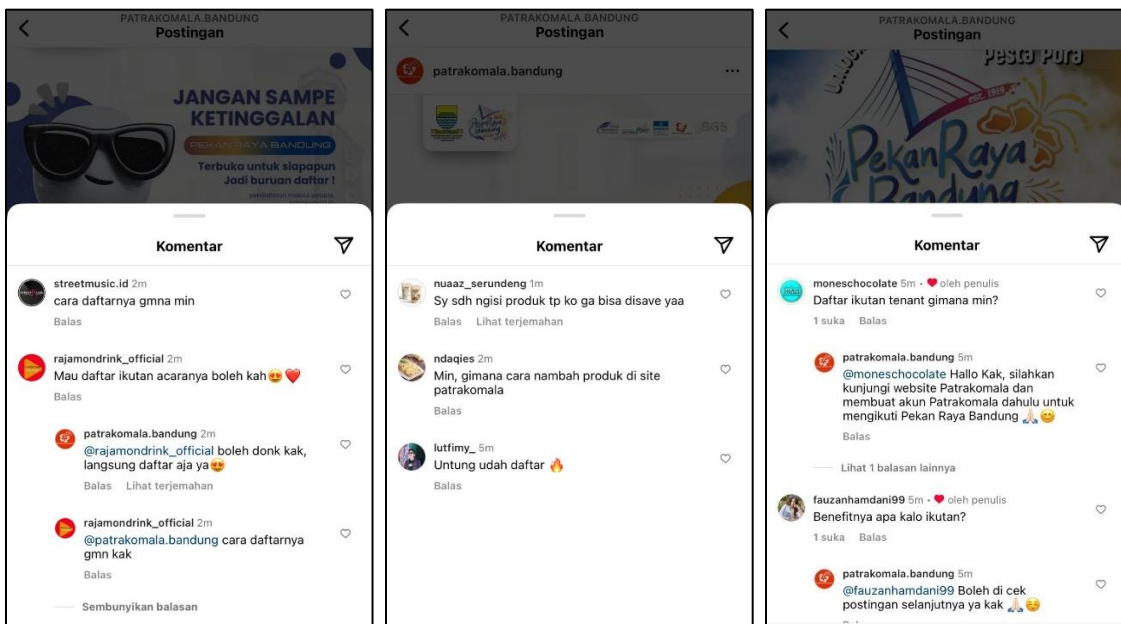 PATRAKOMALA.BANDUNG
Postingan
JANGAN SAMPE
KETINGGALAN
PEKAN RAYA BANDUNG
Terbuka untuk siapapun
Jadi buruan daftar !
Komentar
streetmusic.id 2m
cara daftarnya gmna min
Balas
rajamondrink_official 2m
Mau daftar ikutan acaranya boleh kah😍❤️
Balas
patrakomala.bandung 2m
@rajamondrink_official boleh donk kak,
langsung daftar aja ya😍
Balas Lihat terjemahan
rajamondrink_official 2m
@patrakomala.bandung cara daftarnya
gmn kak
Balas
Sembunyikan balasan
PATRAKOMALA.BANDUNG
Postingan
patrakomala.bandung
Komentar
nuaaz_serundeng 1m
Sy sdh ngisi produk tp ko ga bisa disave yaa
Balas Lihat terjemahan
ndaqies 2m
Min, gimana cara nambah produk di site
patrakomala
Balas
lutfimy_ 5m
Untung udah daftar 🔥
Balas
PATRAKOMALA.BANDUNG
Postingan
Pesta Pora
est. 1919
Pekan Raya
Bandung
Komentar
moneschocolate 5m • ❤️ oleh penulis
Daftar ikutan tenant gimana min?
1 suka Balas
patrakomala.bandung 5m
@moneschocolate Hallo Kak, silahkan
kunjungi website Patrakomala dan
membuat akun Patrakomala dahulu untuk
mengikuti Pekan Raya Bandung 🙏🏻😊
Balas
Lihat 1 balasan lainnya
fauzanhamdani99 5m • ❤️ oleh penulis
Benefitnya apa kalo ikutan?
1 suka Balas
patrakomala.bandung 5m
@fauzanhamdani99 Boleh di cek
postingan selanjutnya ya kak 🙏🏻☺️